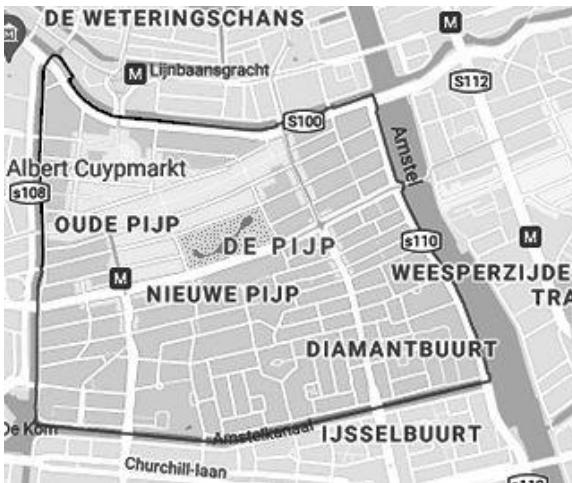 DE WETERINGSCHANS
M
M
M
Lijnbaansgracht
S112
S100
Amstel
Albert Cuypmarkt
s108
OUDE PIJP
DE PIJP
s110
M
M
WEESPERZIJDE
TRA
NIEUWE PIJP
DIAMANTBUURT
De Kom
Amstelkanaal
IJSSELBUURT
Churchill-laan